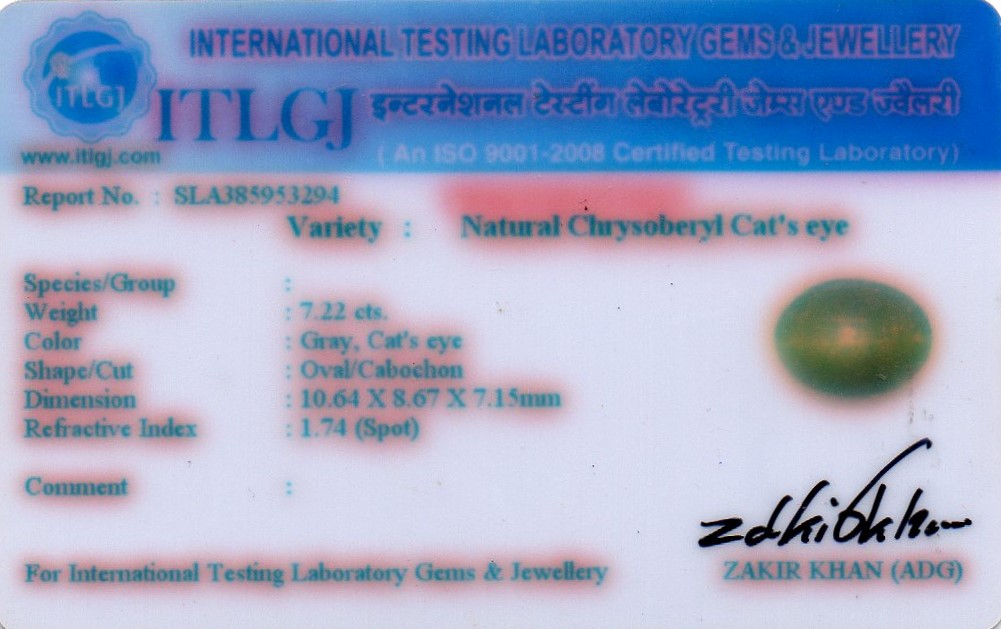 INTERNATIONAL TESTING LABORATORY GEMS & JEWELLERY
ITLGJ
ITLGJ इन्टरनेशनल टेस्टींग लेबोरेट्री जेम्स एण्ड ज्वैलरी
www.itlgj.com
( An ISO 9001-2008 Certified Testing Laboratory)
Report No. : SLA385953294
Variety : Natural Chrysoberyl Cat's eye
Species/Group :
Weight : 7.22 cts.
Color : Gray, Cat's eye
Shape/Cut : Oval/Cabochon
Dimension : 10.64 X 8.67 X 7.15mm
Refractive Index : 1.74 (Spot)
Comment :
For International Testing Laboratory Gems & Jewellery
ZAKIR KHAN (ADG)